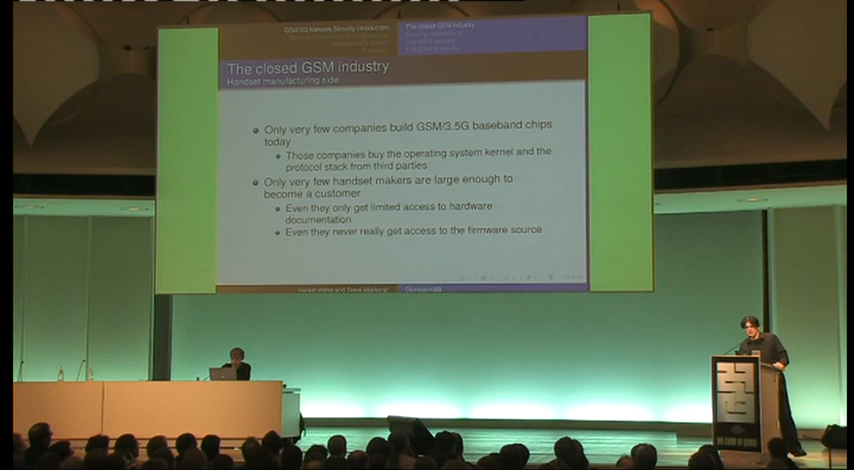 GSM/3G Network Security Introduction
The closed GSM industry
The closed GSM industry
Handset manufacturing side
Only very few companies build GSM/3.5G baseband chips
today
Those companies buy the operating system kernel and the
protocol stack from third parties
Only very few handset makers are large enough to
become a customer
Even they only get limited access to hardware
documentation
Even they never really get access to the firmware source
Harald Welte and Steve Markgraf
OsmocomBB